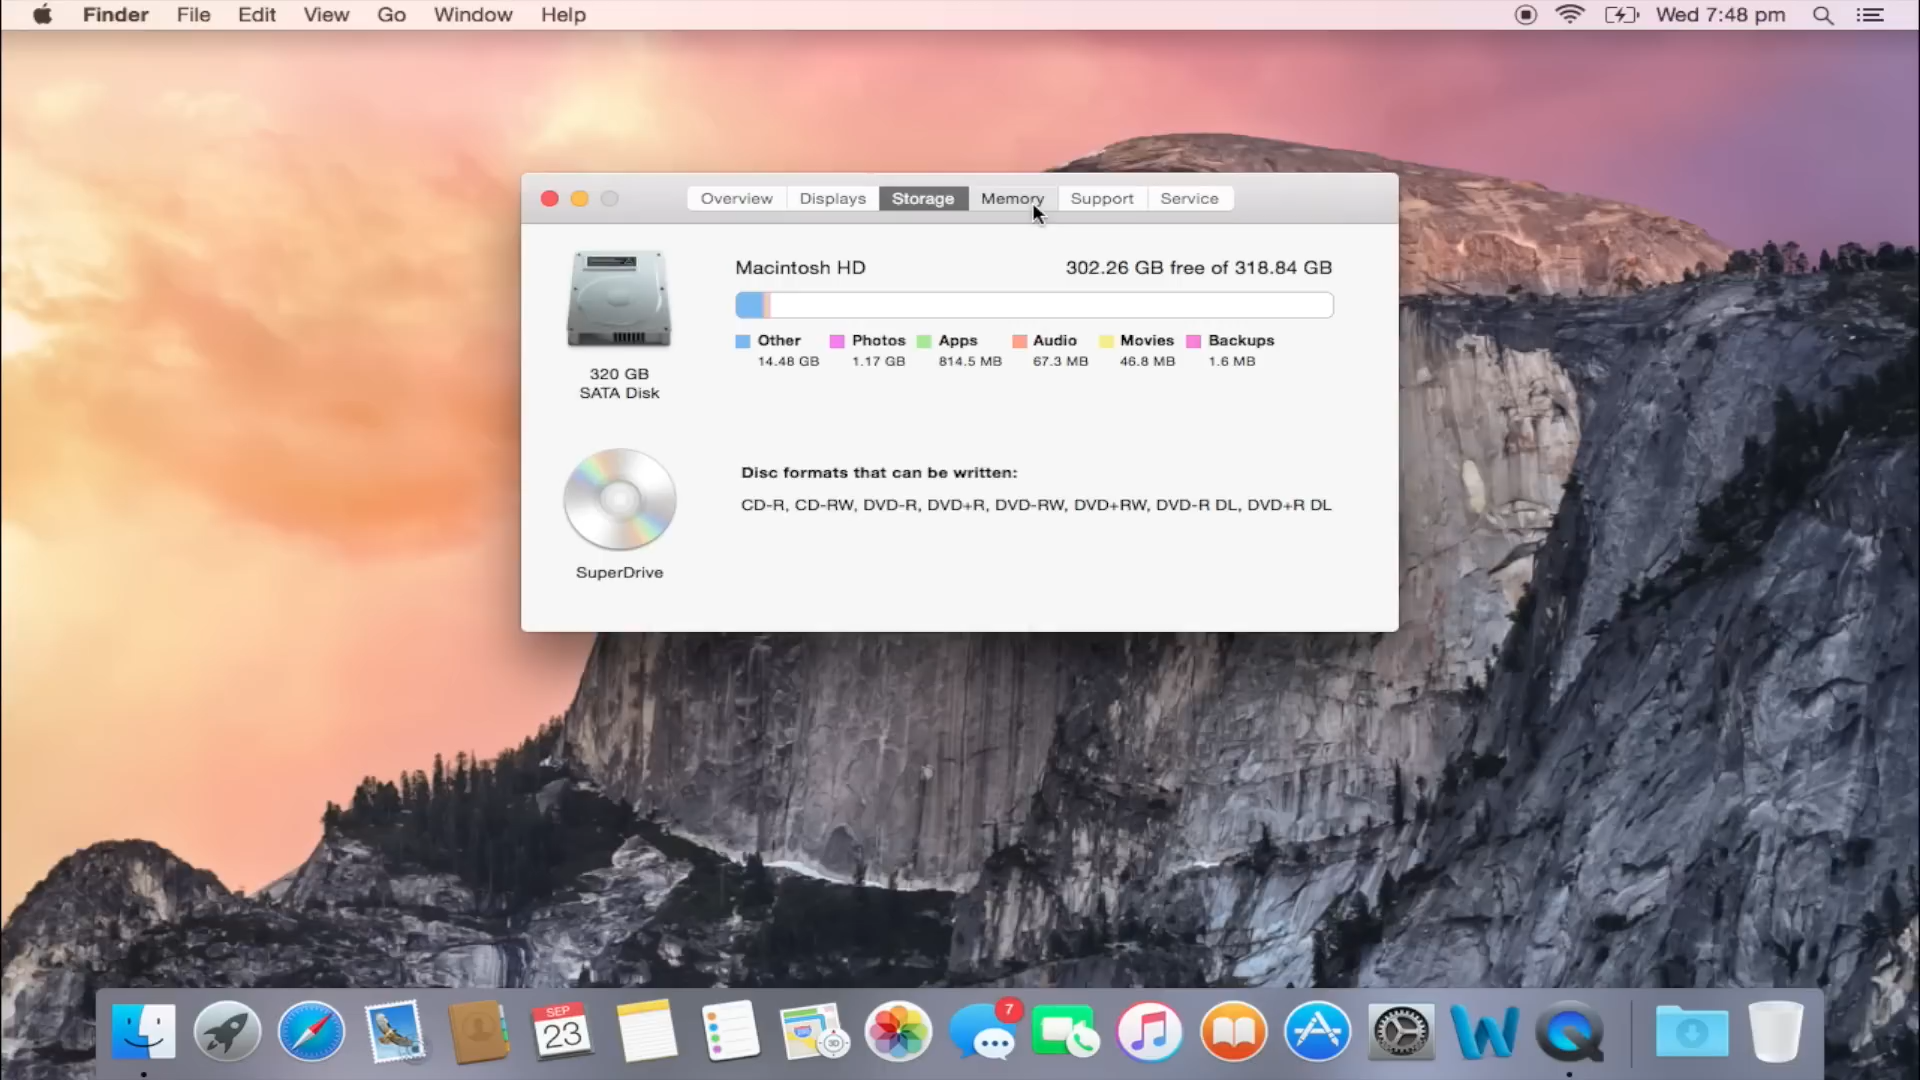 Finder File Edit View Go Window Help Wed 7:48 pm
Overview Displays Storage Memory Support Service
Macintosh HD 302.26 GB free of 318.84 GB
Other Photos Apps Audio Movies Backups
14.48 GB 1.17 GB 814.5 MB 67.3 MB 46.8 MB 1.6 MB
320 GB
SATA Disk
Disc formats that can be written:
CD-R, CD-RW, DVD-R, DVD+R, DVD-RW, DVD+RW, DVD-R DL, DVD+R DL
SuperDrive
7
SEP
23
3D